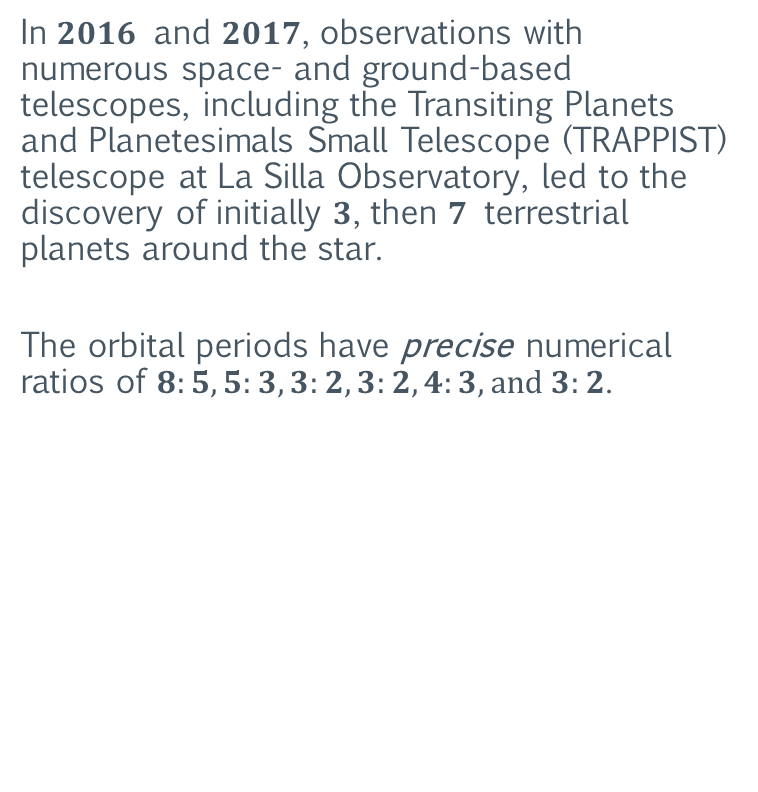 In 2016 and 2017, observations with
numerous space- and ground-based
telescopes, including the Transiting Planets
and Planetesimals Small Telescope (TRAPPIST)
telescope at La Silla Observatory, led to the
discovery of initially 3, then 7 terrestrial
planets around the star.
The orbital periods have precise numerical
ratios of 8: 5, 5: 3, 3: 2, 3: 2, 4: 3, and 3: 2.